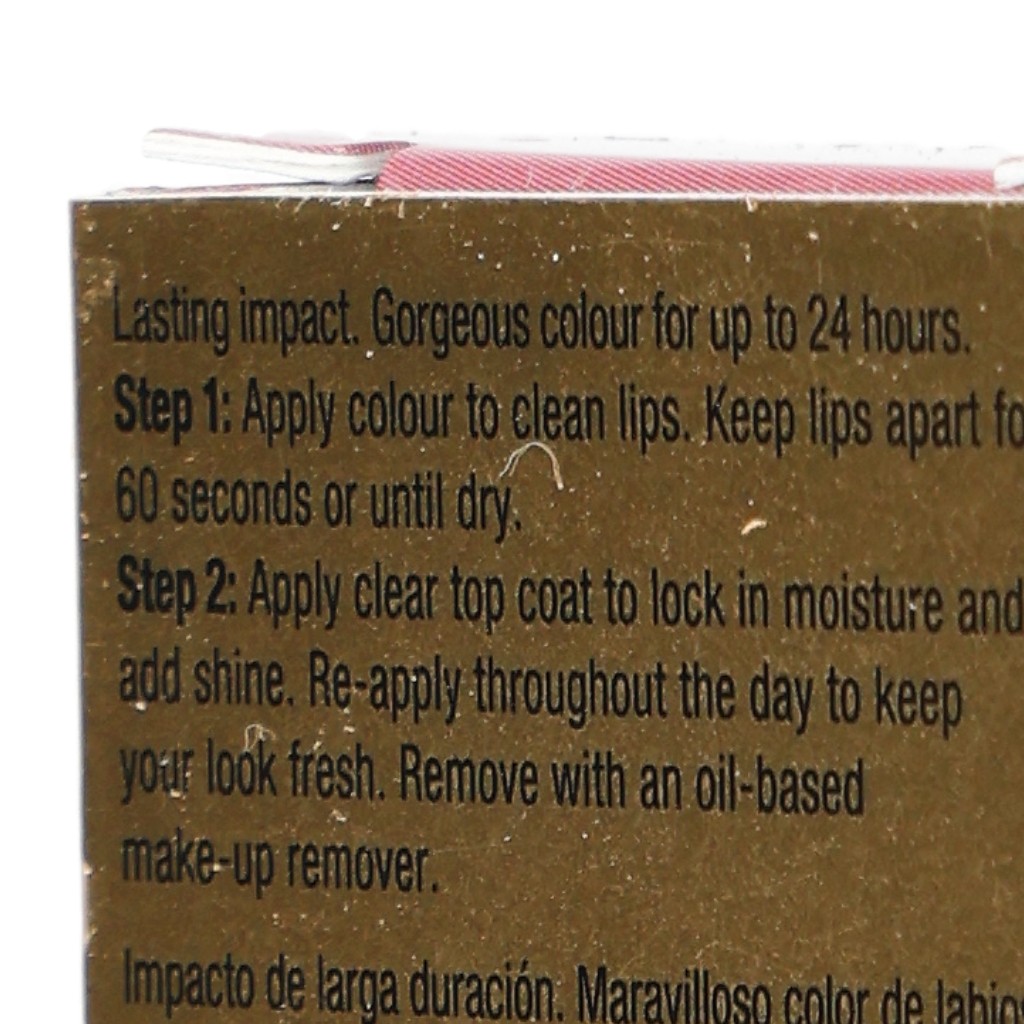 Lasting impact. Gorgeous colour for up to 24 hours.
Step 1: Apply colour to clean lips. Keep lips apart fo
60 seconds or until dry.
Step 2: Apply clear top coat to lock in moisture and
add shine. Re-apply throughout the day to keep
your look fresh. Remove with an oil-based
make-up remover.
Impacto de larga duración. Maravilloso color de labios